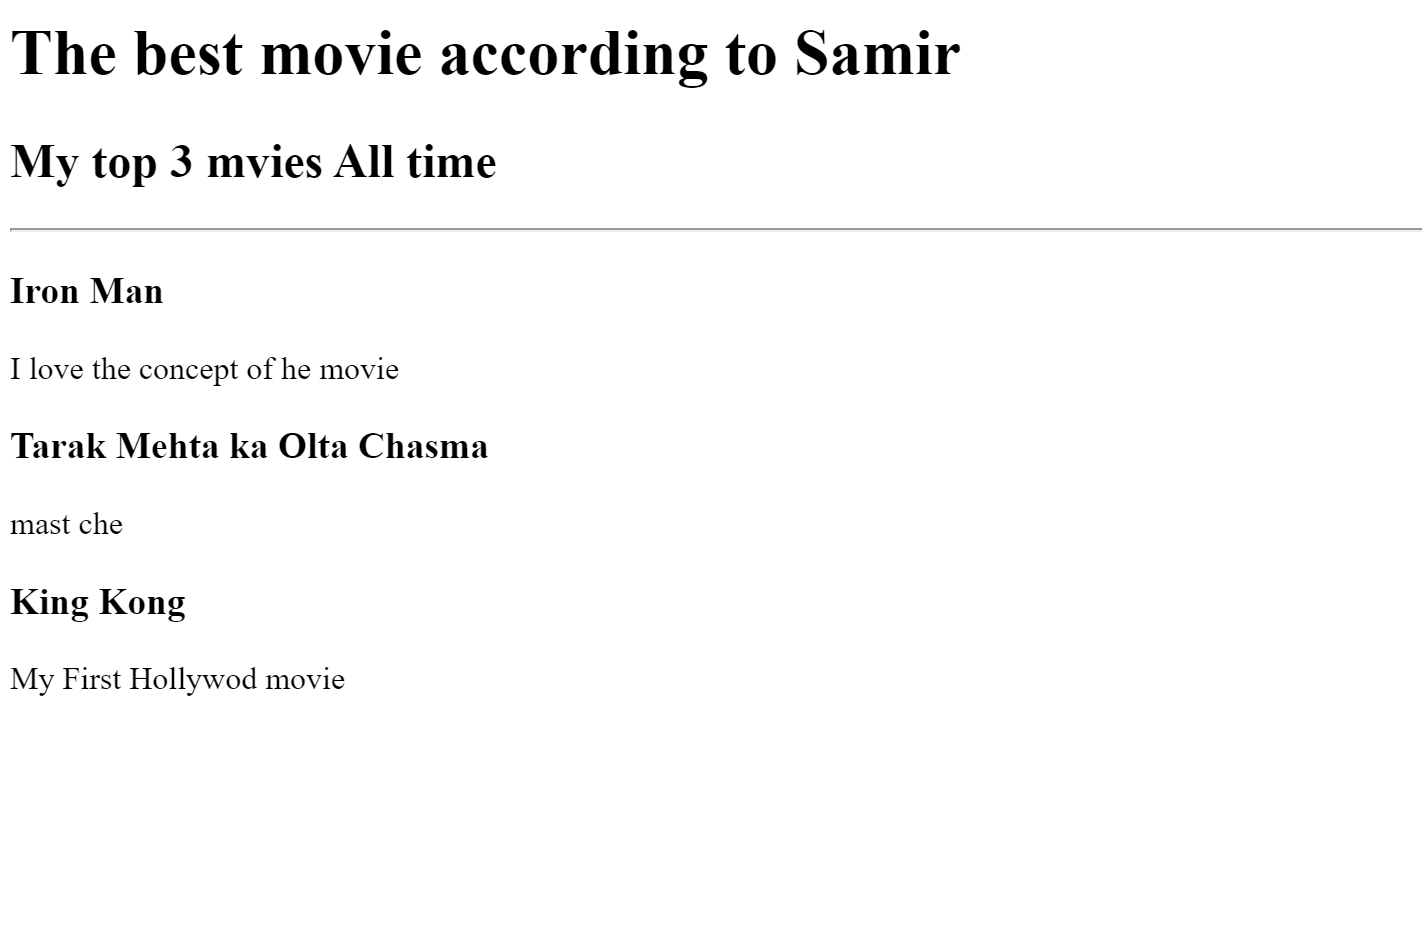 The best movie according to Samir
My top 3 mvies All time
Iron Man
I love the concept of he movie
Tarak Mehta ka Olta Chasma
mast che
King Kong
My First Hollywod movie